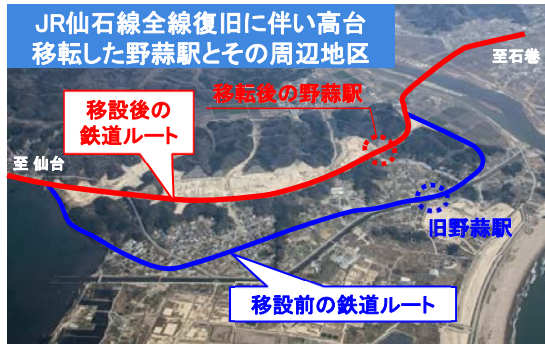 JR仙石線全線復旧に伴い高台
移転した野蒜駅とその周辺地区
至石巻
移転後の野蒜駅
移設後の
鉄道ルート
至 仙台
旧野蒜駅
移設前の鉄道ルート